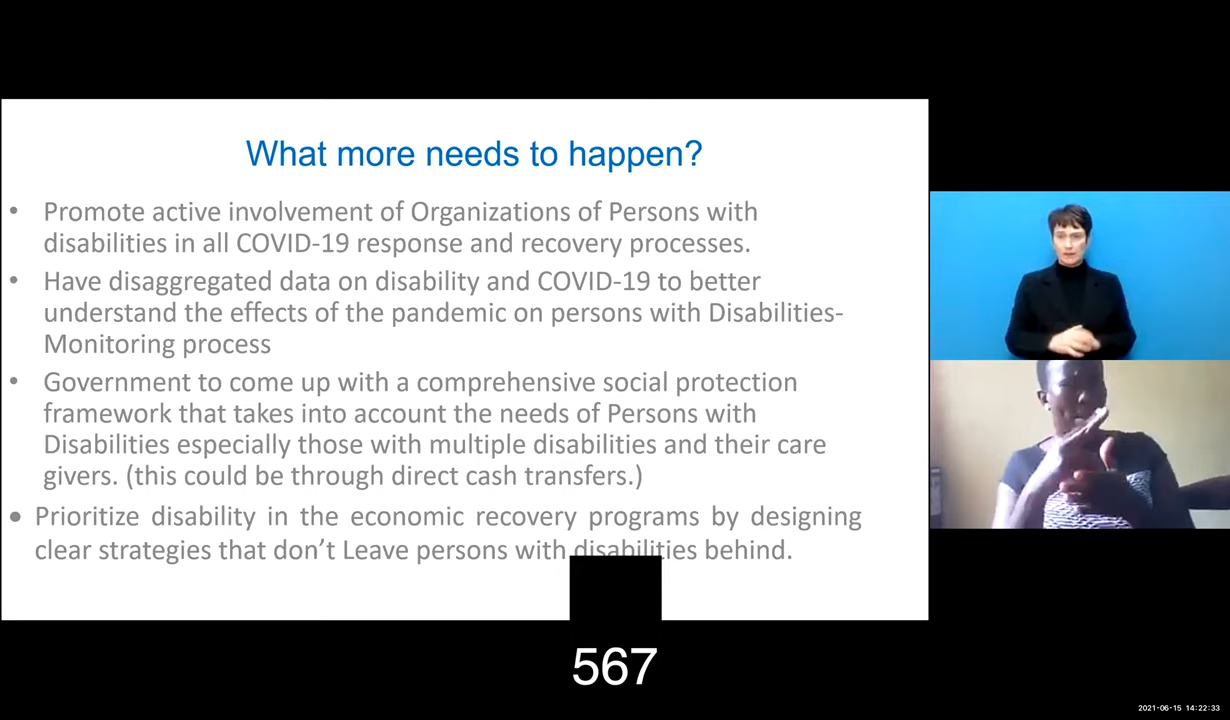 What more needs to happen?
• Promote active involvement of Organizations of Persons with
disabilities in all COVID-19 response and recovery processes.
• Have disaggregated data on disability and COVID-19 to better
understand the effects of the pandemic on persons with Disabilities-
Monitoring process
• Government to come up with a comprehensive social protection
framework that takes into account the needs of Persons with
Disabilities especially those with multiple disabilities and their care
givers. (this could be through direct cash transfers.)
• Prioritize disability in the economic recovery programs by designing
clear strategies that don’t Leave persons with disabilities behind.
567
2021-06-15 14:22:33